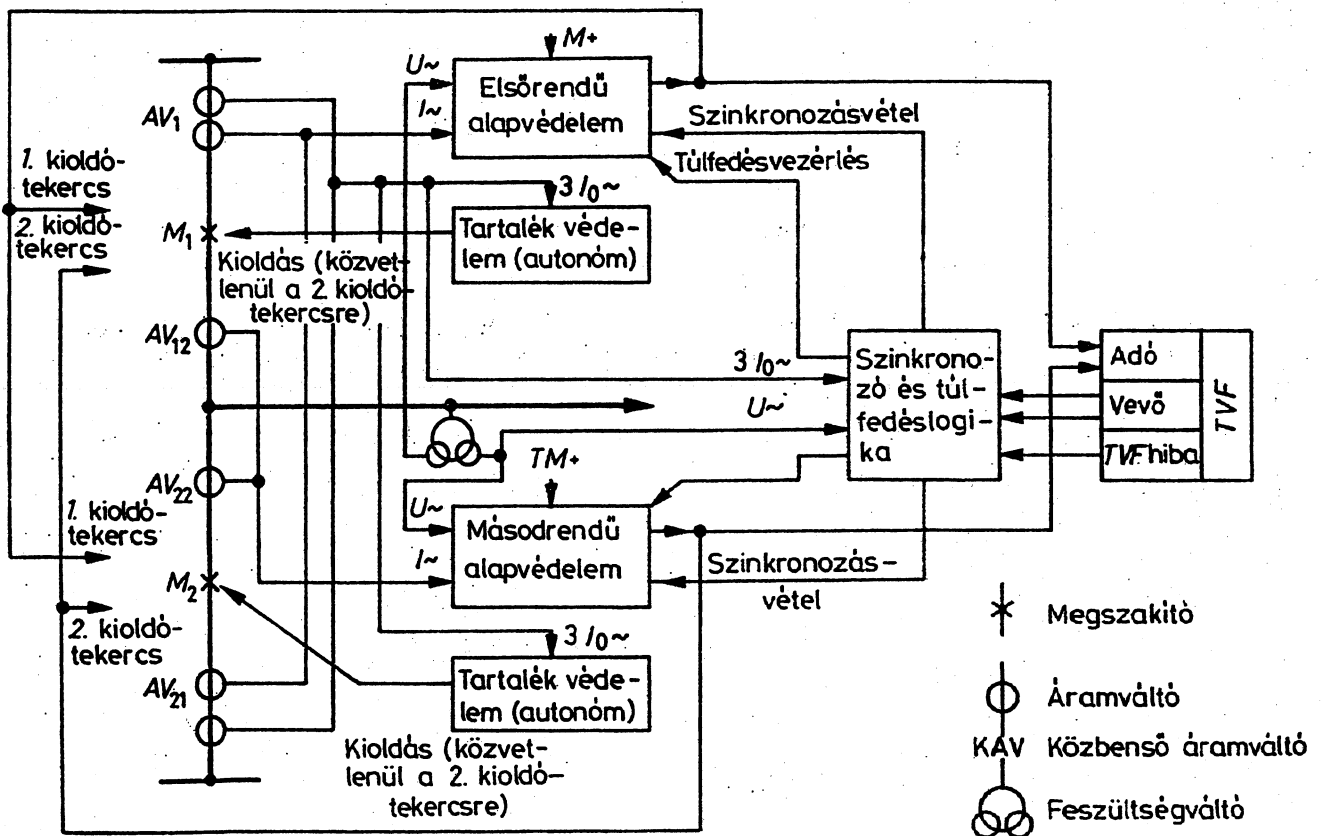 M+
U~
Elsőrendű
alapvédelem
I~
AV1
Szinkronozásvétel
Túlfedésvezérlés
1. kioldó-
tekercs
2. kioldó-
tekercs
3 I0~
M1
Tartalék véde-
lem (autonóm)
Kioldás (közvet-
lenül a 2. kioldó-
tekercsre)
AV12
3 I0~
U~
Szinkrono-
zó és túl-
fedéslogi-
ka
Adó
Vevő
TVF hiba
TVF
TM+
AV22
U~
Másodrendű
alapvédelem
I~
1. kioldó-
tekercs
Szinkronozás-
vétel
M2
2. kioldó-
tekercs
3 I0~
AV21
Tartalék véde-
lem (autonóm)
Kioldás (közvet-
lenül a 2. kioldó-
tekercsre)
Megszakító
Áramváltó
KÁV Közbenső áramváltó
Feszültségváltó